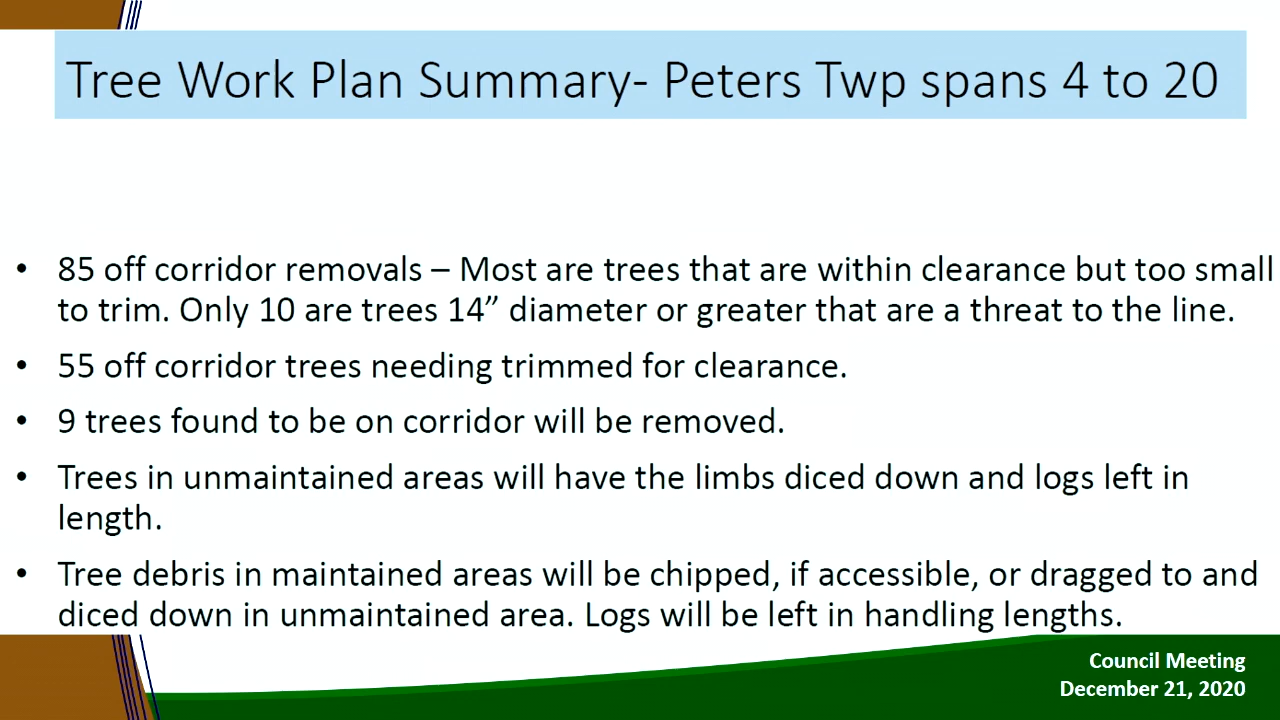 Tree Work Plan Summary- Peters Twp spans 4 to 20
• 85 off corridor removals – Most are trees that are within clearance but too small
to trim. Only 10 are trees 14” diameter or greater that are a threat to the line.
• 55 off corridor trees needing trimmed for clearance.
• 9 trees found to be on corridor will be removed.
• Trees in unmaintained areas will have the limbs diced down and logs left in
length.
• Tree debris in maintained areas will be chipped, if accessible, or dragged to and
diced down in unmaintained area. Logs will be left in handling lengths.
Council Meeting
December 21, 2020